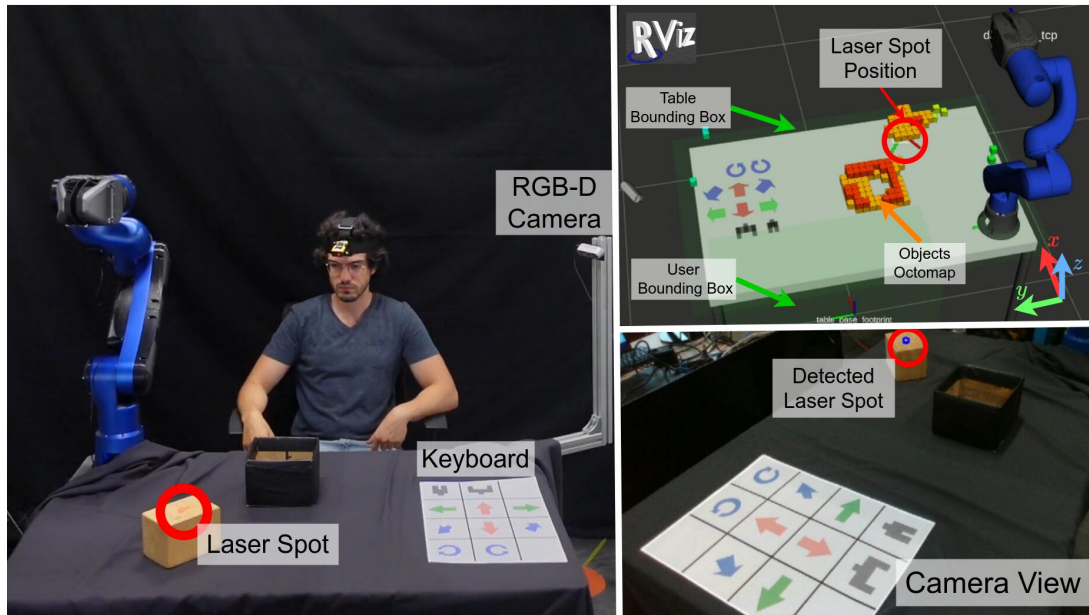 RGB-D
Camera
Keyboard
Laser Spot
RViz
Laser Spot
Position
Table
Bounding Box
Objects
Octomap
User
Bounding Box
table_base_footprint
x
z
y
Detected
Laser Spot
Camera View